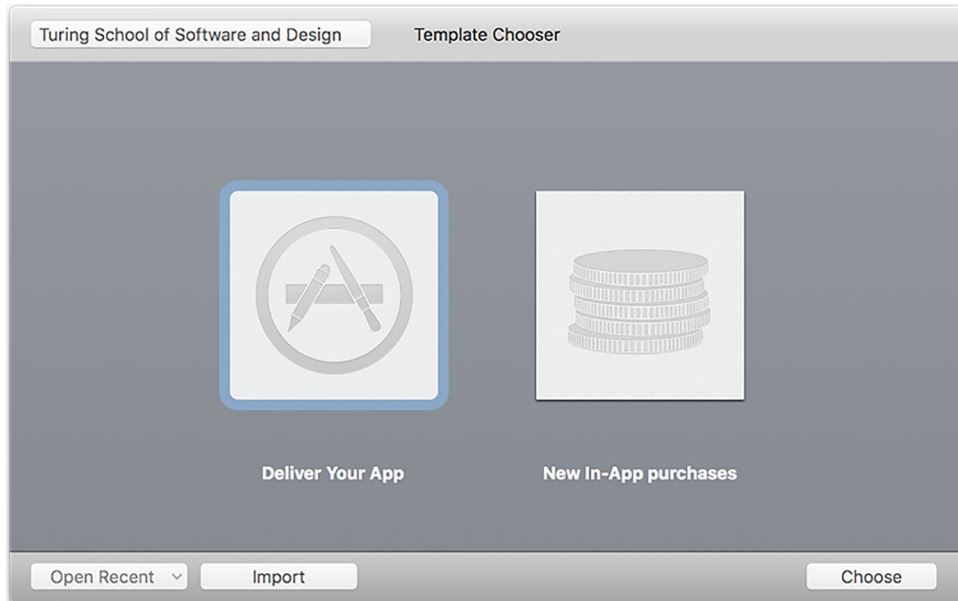 Turing School of Software and Design
Template Chooser
Deliver Your App
New In-App purchases
Open Recent
Import
Choose